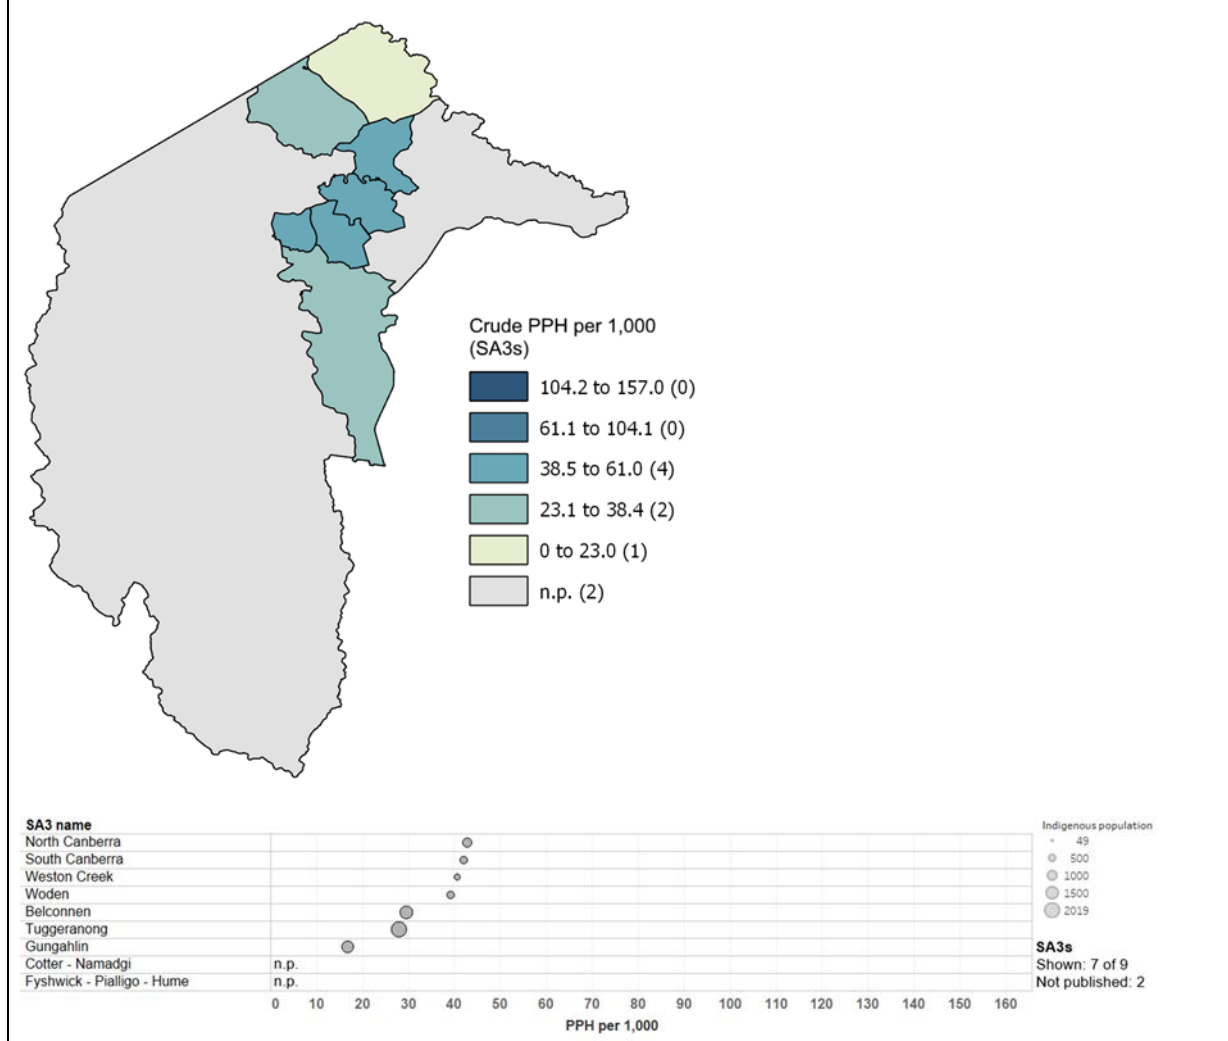 Crude PPH per 1,000
(SA3s)
104.2 to 157.0 (0)
61.1 to 104.1 (0)
38.5 to 61.0 (4)
23.1 to 38.4 (2)
0 to 23.0 (1)
n.p. (2)
SA3 name
North Canberra
South Canberra
Weston Creek
Woden
Belconnen
Tuggeranong
Gungahlin
Cotter - Namadgi n.p.
Fyshwick - Pialligo - Hume n.p.
0 10 20 30 40 50 60 70 80 90 100 110 120 130 140 150 160
PPH per 1,000
Indigenous population
49
500
1000
1500
2019
SA3s
Shown: 7 of 9
Not published: 2